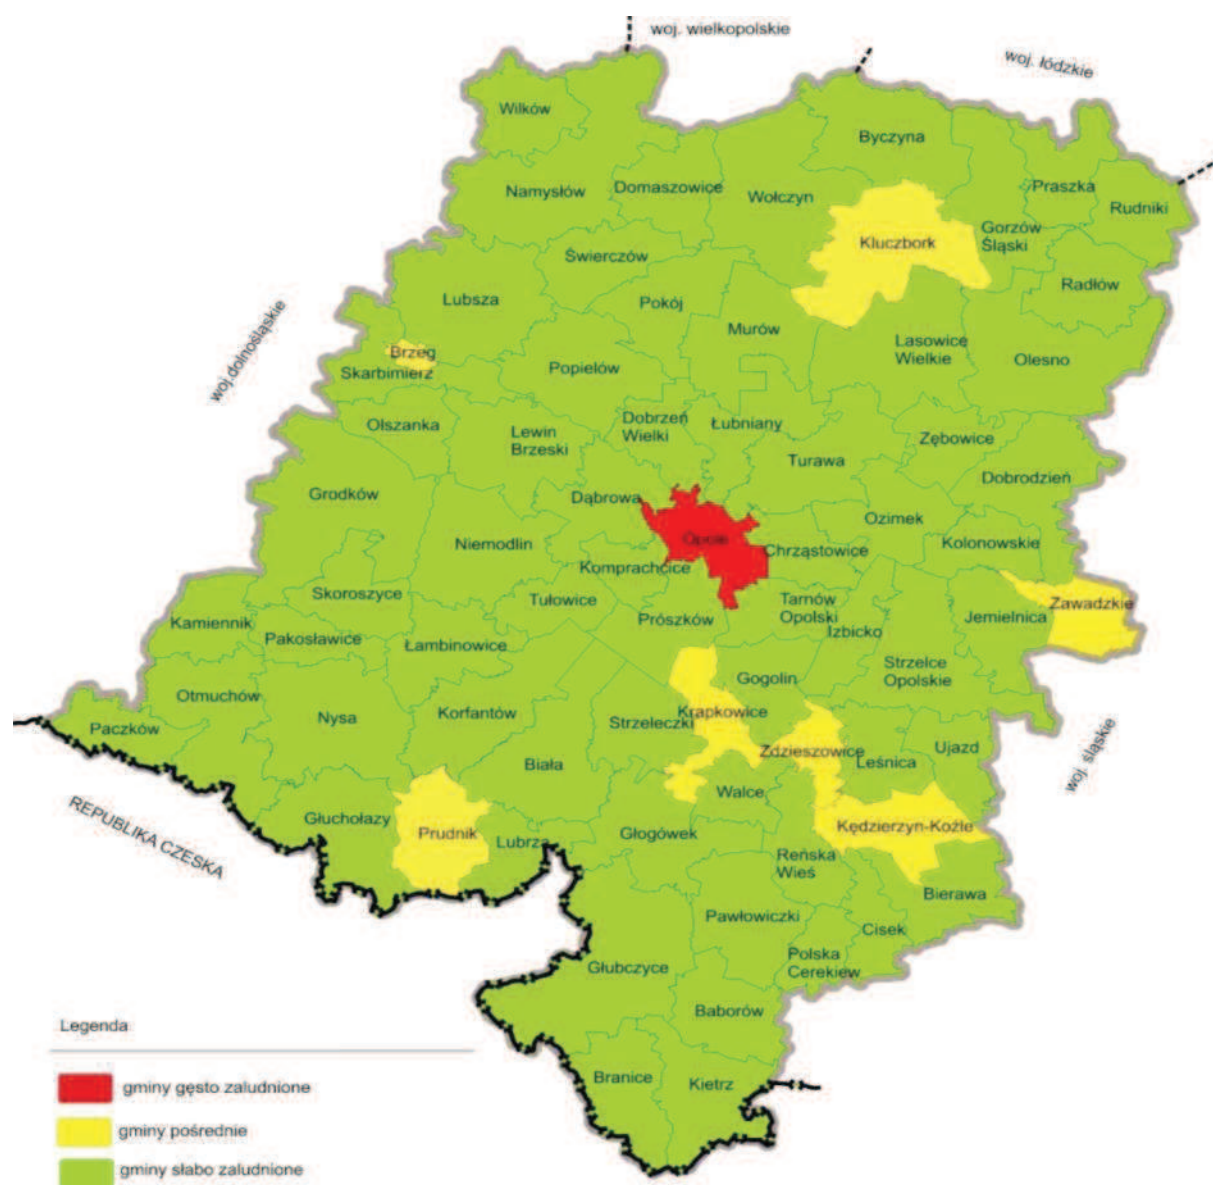 woj. wielkopolskie
woj. łódzkie
Wilków
Byczyna
Namysłów
Domaszowice
Wołczyn
Praszka
Rudniki
Kluczbork
Gorzów
Śląski
Świerczów
Radłów
Lubsza
Pokój
Murów
Lasowice
Wielkie
Olesno
woj.dolnośląskie
Brzeg
Skarbimierz
Popielów
Olszanka
Lewin
Brzeski
Dobrzeń
Wielki
Łubniany
Zębowice
Turawa
Dobrodzień
Grodków
Dąbrowa
Ozimek
Niemodlin
Opole
Chrząstowice
Kolonowskie
Komprachcice
Skoroszyce
Tułowice
Tarnów
Opolski
Zawadzkie
Kamiennik
Prószków
Izbicko
Jemielnica
Pakosławice
Łambinowice
Strzelce
Opolskie
Otmuchów
Gogolin
Paczków
Nysa
Korfantów
Strzeleczki
Krapkowice
Zdzieszowice
Leśnica
Ujazd
woj. śląskie
Biała
Walce
REPUBLIKA CZESKA
Głuchołazy
Prudnik
Lubrza
Głogówek
Kędzierzyn-Koźle
Reńska
Wieś
Bierawa
Pawłowiczki
Cisek
Polska
Cerekiew
Głubczyce
Baborów
Branice
Kietrz
Legenda
gminy gęsto zaludnione
gminy pośrednie
gminy słabo zaludnione